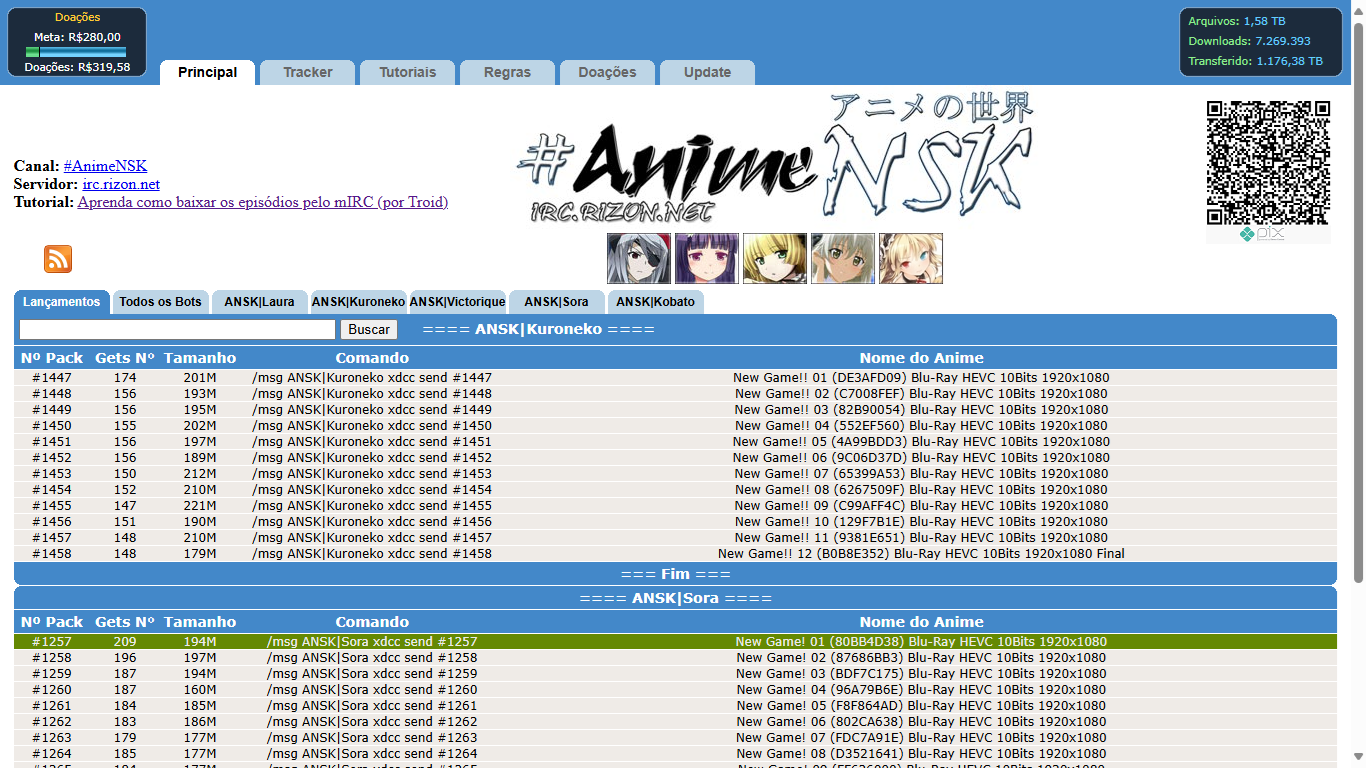 Doações
Meta: R$280,00
Doações: R$319,58
Principal
Tracker
Tutoriais
Regras
Doações
Update
Arquivos: 1,58 TB
Downloads: 7.269.393
Transferido: 1.176,38 TB
Canal: #AnimeNSK
Servidor: irc.rizon.net
Tutorial: Aprenda como baixar os episódios pelo mIRC (por Troid)
アニメの世界
#Anime NSK
IRC.RIZON.NET
pix
Lançamentos
Todos os Bots
ANSK|Laura
ANSK|Kuroneko
ANSK|Victorique
ANSK|Sora
ANSK|Kobato
Buscar
==== ANSK|Kuroneko ====
Nº Pack Gets Nº Tamanho Comando Nome do Anime
#1447 174 201M /msg ANSK|Kuroneko xdcc send #1447 New Game!! 01 (DE3AFD09) Blu-Ray HEVC 10Bits 1920x1080
#1448 156 193M /msg ANSK|Kuroneko xdcc send #1448 New Game!! 02 (C7008FEF) Blu-Ray HEVC 10Bits 1920x1080
#1449 156 195M /msg ANSK|Kuroneko xdcc send #1449 New Game!! 03 (82B90054) Blu-Ray HEVC 10Bits 1920x1080
#1450 155 202M /msg ANSK|Kuroneko xdcc send #1450 New Game!! 04 (552EF560) Blu-Ray HEVC 10Bits 1920x1080
#1451 156 197M /msg ANSK|Kuroneko xdcc send #1451 New Game!! 05 (4A99BDD3) Blu-Ray HEVC 10Bits 1920x1080
#1452 156 189M /msg ANSK|Kuroneko xdcc send #1452 New Game!! 06 (9C06D37D) Blu-Ray HEVC 10Bits 1920x1080
#1453 150 212M /msg ANSK|Kuroneko xdcc send #1453 New Game!! 07 (65399A53) Blu-Ray HEVC 10Bits 1920x1080
#1454 152 210M /msg ANSK|Kuroneko xdcc send #1454 New Game!! 08 (6267509F) Blu-Ray HEVC 10Bits 1920x1080
#1455 147 221M /msg ANSK|Kuroneko xdcc send #1455 New Game!! 09 (C99AFF4C) Blu-Ray HEVC 10Bits 1920x1080
#1456 151 190M /msg ANSK|Kuroneko xdcc send #1456 New Game!! 10 (129F7B1E) Blu-Ray HEVC 10Bits 1920x1080
#1457 148 210M /msg ANSK|Kuroneko xdcc send #1457 New Game!! 11 (9381E651) Blu-Ray HEVC 10Bits 1920x1080
#1458 148 179M /msg ANSK|Kuroneko xdcc send #1458 New Game!! 12 (B0B8E352) Blu-Ray HEVC 10Bits 1920x1080 Final
=== Fim ===
==== ANSK|Sora ====
Nº Pack Gets Nº Tamanho Comando Nome do Anime
#1257 209 194M /msg ANSK|Sora xdcc send #1257 New Game! 01 (80BB4D38) Blu-Ray HEVC 10Bits 1920x1080
#1258 196 197M /msg ANSK|Sora xdcc send #1258 New Game! 02 (87686BB3) Blu-Ray HEVC 10Bits 1920x1080
#1259 187 194M /msg ANSK|Sora xdcc send #1259 New Game! 03 (BDF7C175) Blu-Ray HEVC 10Bits 1920x1080
#1260 187 160M /msg ANSK|Sora xdcc send #1260 New Game! 04 (96A79B6E) Blu-Ray HEVC 10Bits 1920x1080
#1261 184 185M /msg ANSK|Sora xdcc send #1261 New Game! 05 (F8F864AD) Blu-Ray HEVC 10Bits 1920x1080
#1262 183 186M /msg ANSK|Sora xdcc send #1262 New Game! 06 (802CA638) Blu-Ray HEVC 10Bits 1920x1080
#1263 179 177M /msg ANSK|Sora xdcc send #1263 New Game! 07 (FDC7A91E) Blu-Ray HEVC 10Bits 1920x1080
#1264 185 177M /msg ANSK|Sora xdcc send #1264 New Game! 08 (D3521641) Blu-Ray HEVC 10Bits 1920x1080